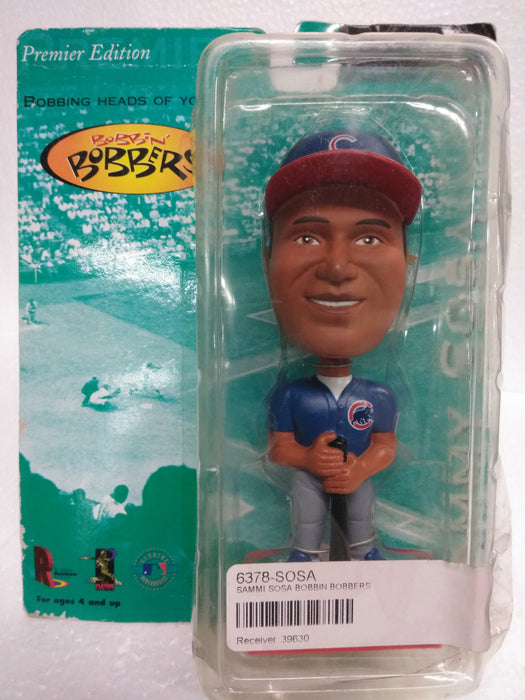 Premier Edition
BOBBING HEADS OF YO
BOBBIN'
BOBBERS
C
C
R
For ages 4 and up
6378-SOSA
SAMMI SOSA BOBBIN BOBBERS
Receiver 39630